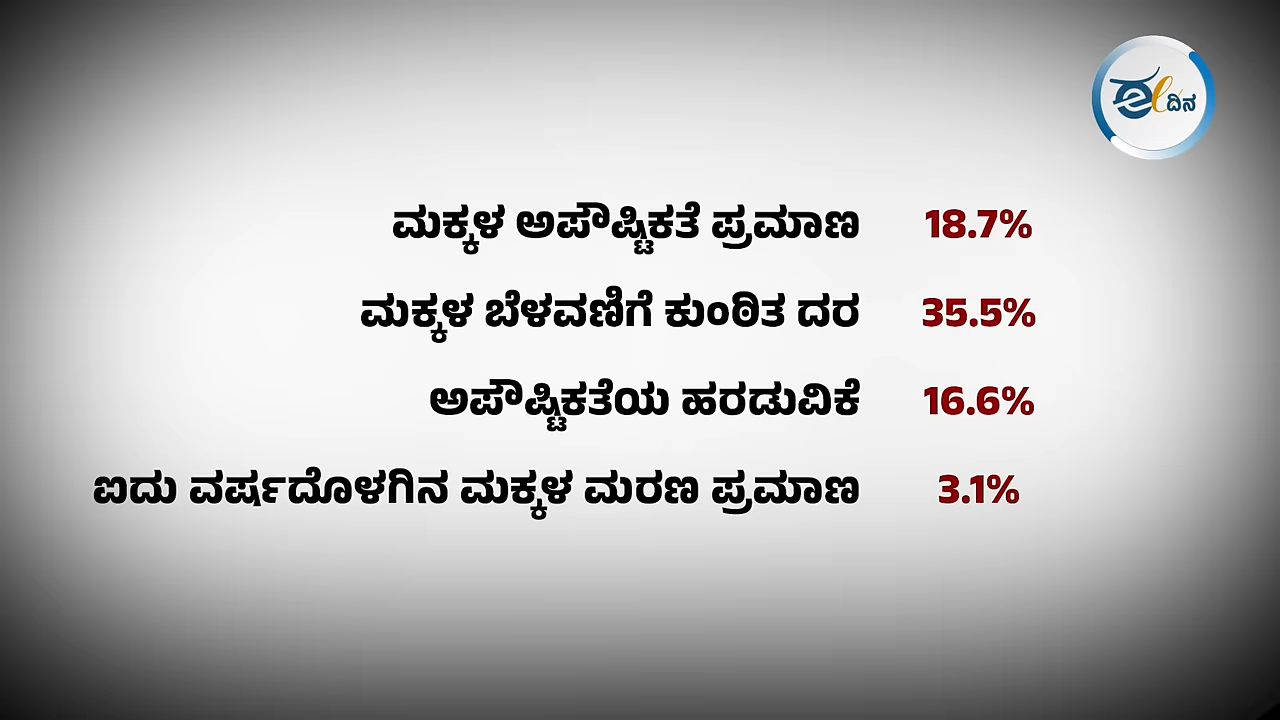 ಈ ದಿನ
ಮಕ್ಕಳ ಅಪೌಷ್ಟಿಕತೆ ಪ್ರಮಾಣ 18.7%
ಮಕ್ಕಳ ಬೆಳವಣಿಗೆ ಕುಂಠಿತ ದರ 35.5%
ಅಪೌಷ್ಟಿಕತೆಯ ಹರಡುವಿಕೆ 16.6%
ಐದು ವರ್ಷದೊಳಗಿನ ಮಕ್ಕಳ ಮರಣ ಪ್ರಮಾಣ 3.1%